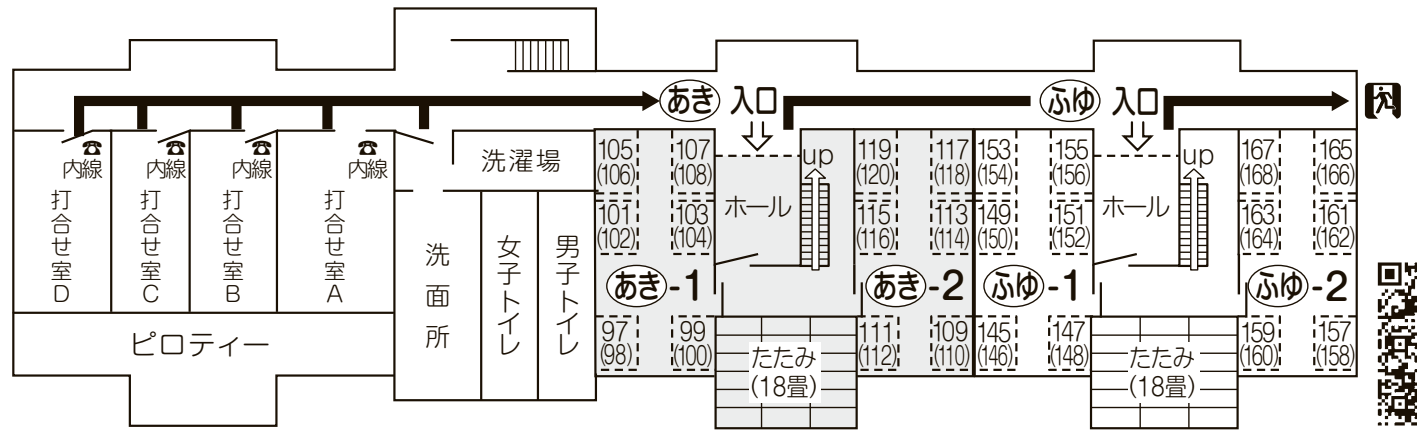 あき 入口 ふゆ 入口
☎ 内線 打合せ室D
☎ 内線 打合せ室C
☎ 内線 打合せ室B
☎ 内線 打合せ室A
ピロティー
洗濯場
洗面所
女子トイレ
男子トイレ
105 107
(106) (108)
101 103
(102) (104)
あき-1
97 99
(98) (100)
up
ホール
たたみ
(18畳)
119 117
(120) (118)
115 113
(116) (114)
あき-2
111 109
(112) (110)
153 155
(154) (156)
149 151
(150) (152)
ふゆ-1
145 147
(146) (148)
up
ホール
たたみ
(18畳)
167 165
(168) (166)
163 161
(164) (162)
ふゆ-2
159 157
(160) (158)